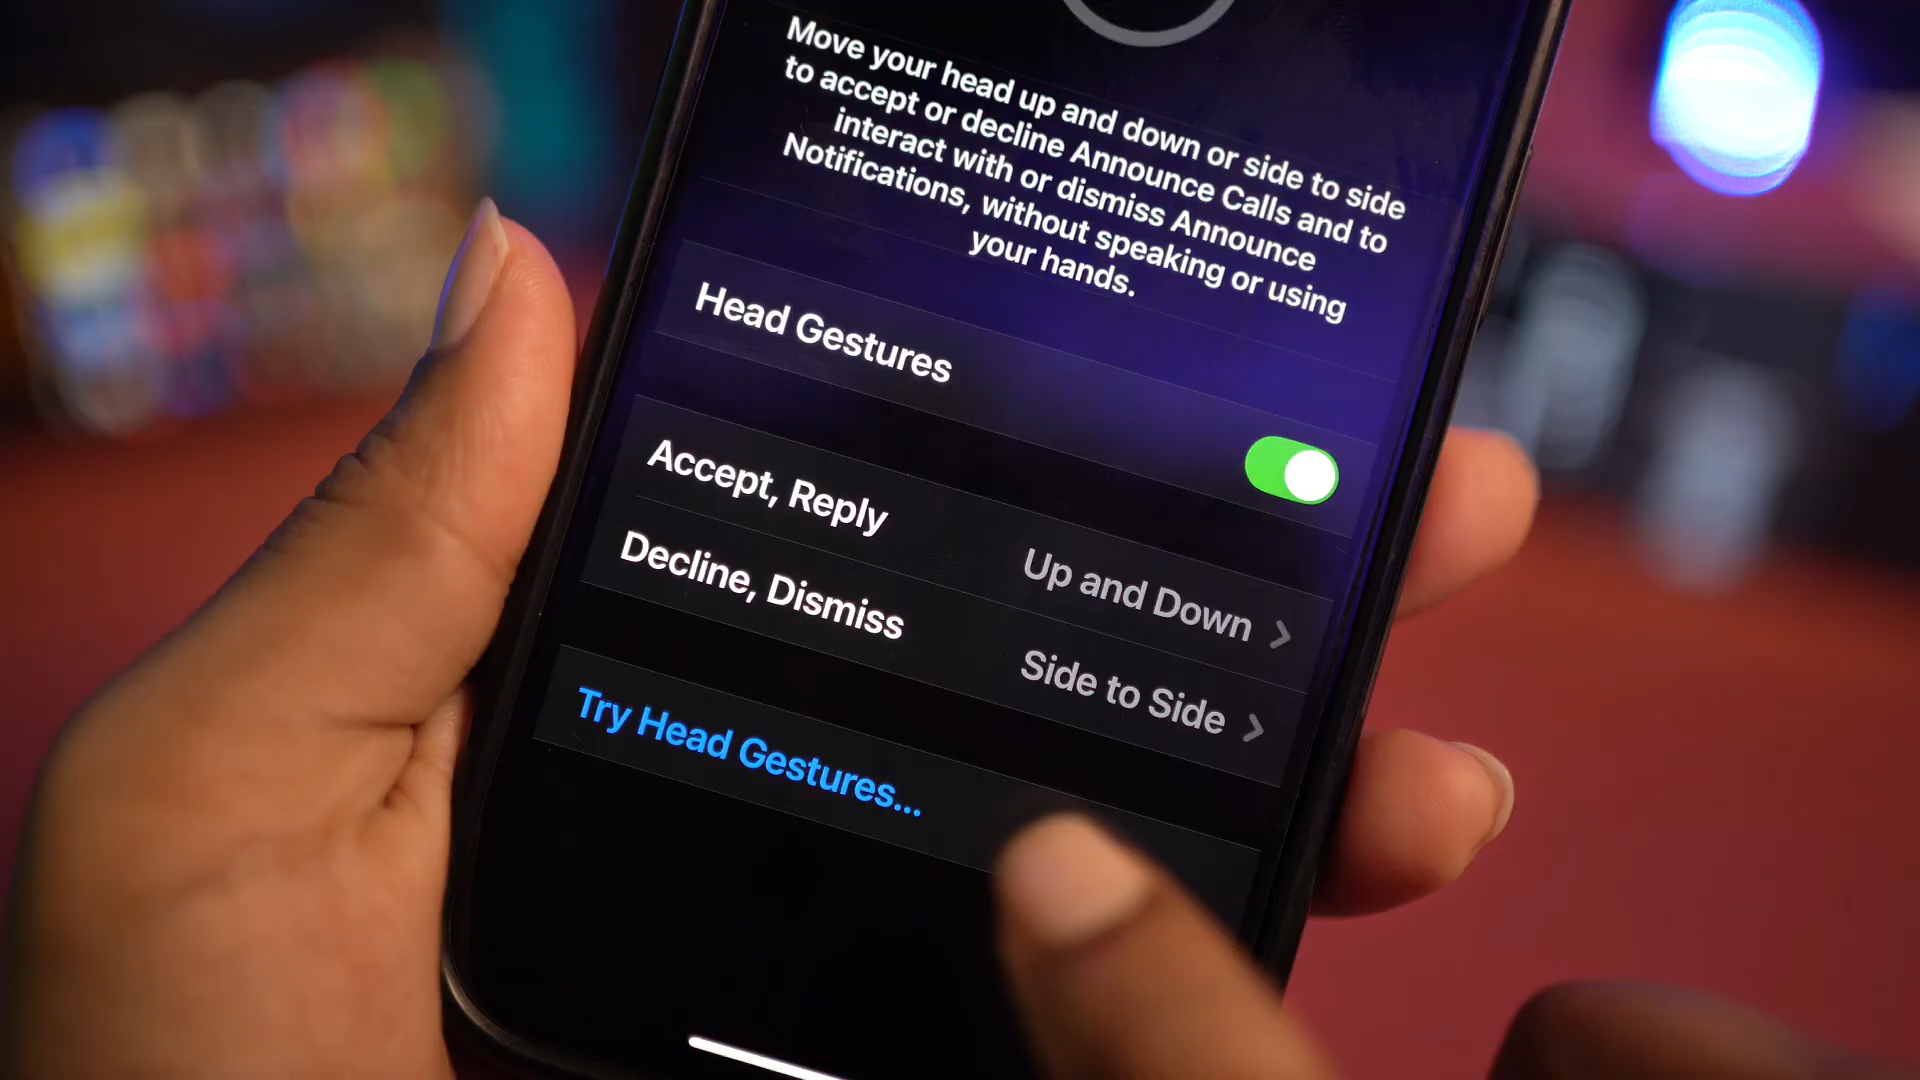 Move your head up and down or side to side
to accept or decline Announce Calls and to
interact with or dismiss Announce
Notifications, without speaking or using
your hands.
Head Gestures
Accept, Reply
Up and Down
Decline, Dismiss
Side to Side
Try Head Gestures...